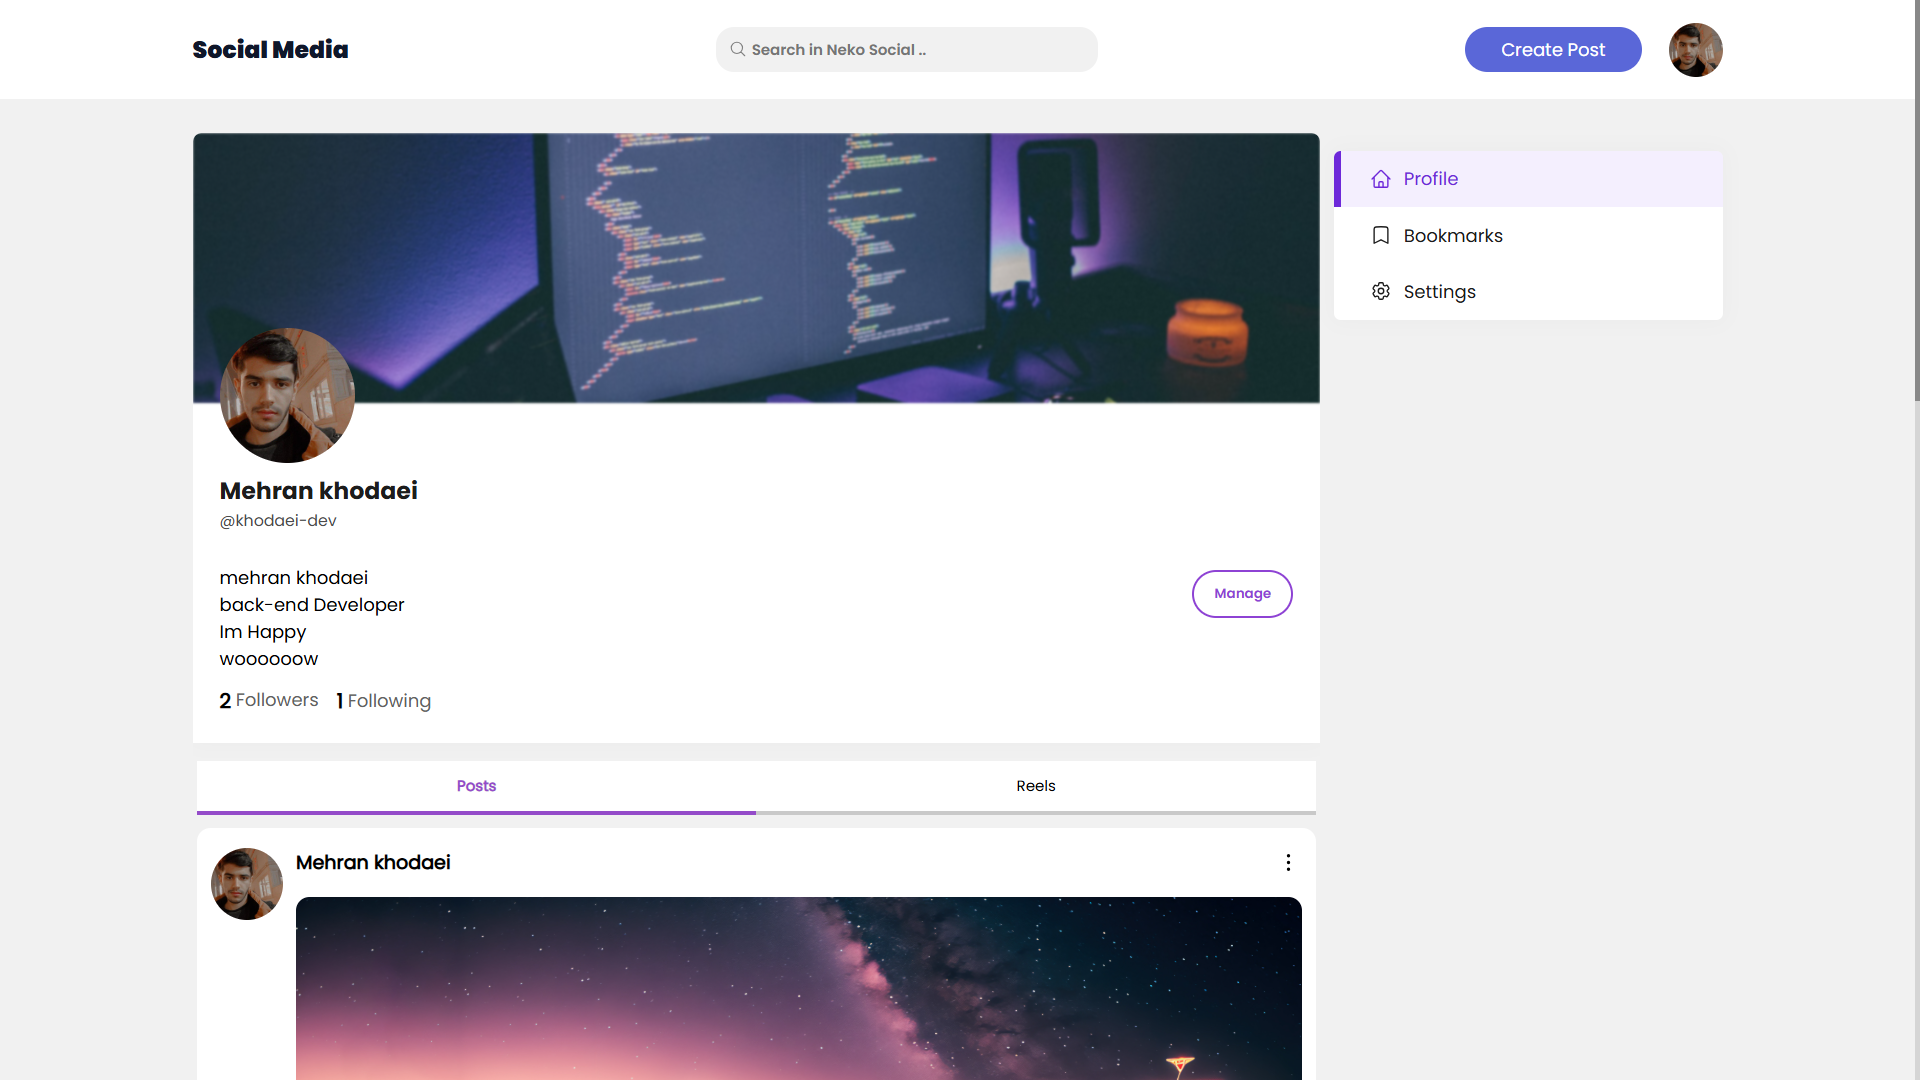 Social Media
Search in Neko Social ..
Create Post
Profile
Bookmarks
Settings
Mehran khodaei
@khodaei-dev
mehran khodaei
back-end Developer
Im Happy
woooooow
Manage
2 Followers 1 Following
Posts
Reels
Mehran khodaei